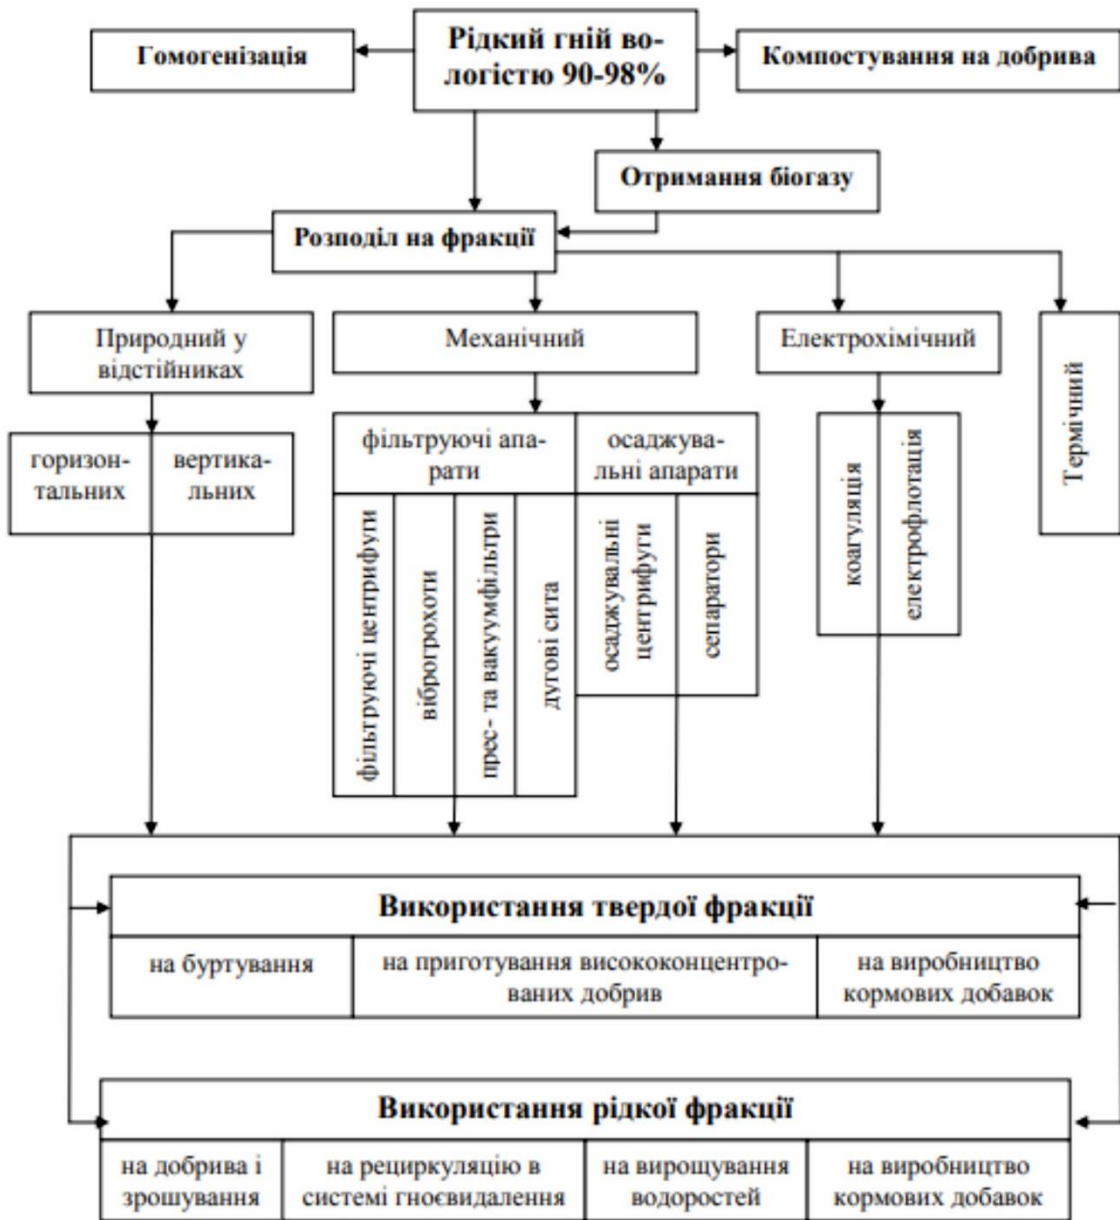 Гомогенізація
Рідкий гній во-
логістю 90-98%
Компостування на добрива
Отримання біогазу
Розподіл на фракції
Природний у
відстійниках
Механічний
Електрохімічний
Термічний
горизон-
тальних
вертика-
льних
фільтруючі апа-
рати
осаджува-
льні апарати
фільтруючі центрифуги
віброгрохоти
прес- та вакуумфільтри
дугові сита
осаджувальні
центрифуги
сепаратори
коагуляція
електрофлотація
Використання твердої фракції
на буртування
на приготування висококонцентро-
ваних добрив
на виробництво
кормових добавок
Використання рідкої фракції
на добрива і
зрошування
на рециркуляцію в
системі гноєвидалення
на вирощування
водоростей
на виробництво
кормових добавок